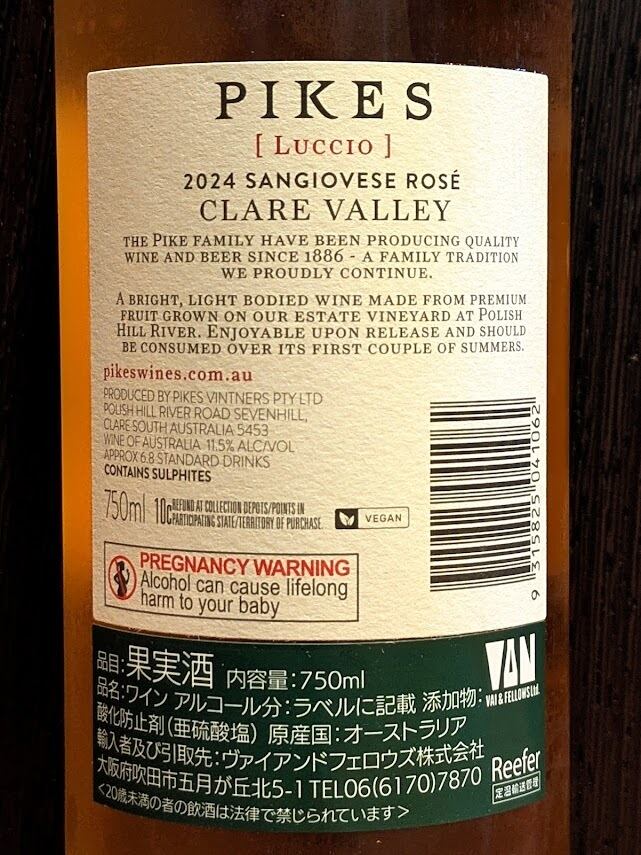 PIKES
[ LUCCIO ]
2024 SANGIOVESE ROSÉ
CLARE VALLEY
THE PIKE FAMILY HAVE BEEN PRODUCING QUALITY
WINE AND BEER SINCE 1886 - A FAMILY TRADITION
WE PROUDLY CONTINUE.
A BRIGHT, LIGHT BODIED WINE MADE FROM PREMIUM
FRUIT GROWN ON OUR ESTATE VINEYARD AT POLISH
HILL RIVER. ENJOYABLE UPON RELEASE AND SHOULD
BE CONSUMED OVER ITS FIRST COUPLE OF SUMMERS.
pikeswines.com.au
PRODUCED BY PIKES VINTNERS PTY LTD
POLISH HILL RIVER ROAD SEVENHILL,
CLARE SOUTH AUSTRALIA 5453
WINE OF AUSTRALIA 11.5% ALC/VOL
APPROX 6.8 STANDARD DRINKS
CONTAINS SULPHITES
750ml 10c REFUND AT COLLECTION DEPOTS/POINTS IN
PARTICIPATING STATE/TERRITORY OF PURCHASE.
VEGAN
9 315825 041062
PREGNANCY WARNING
Alcohol can cause lifelong
harm to your baby
品目:果実酒 内容量:750ml
品名:ワイン アルコール分:ラベルに記載 添加物:
酸化防止剤(亜硫酸塩) 原産国:オーストラリア
輸入者及び引取先:ヴァイアンドフェロウズ株式会社
大阪府吹田市五月が丘北5-1 TEL06(6170)7870
<20歳未満の者の飲酒は法律で禁じられています>
VAN
VAI & FELLOWS Ltd.
Reefer
定温輸送管理